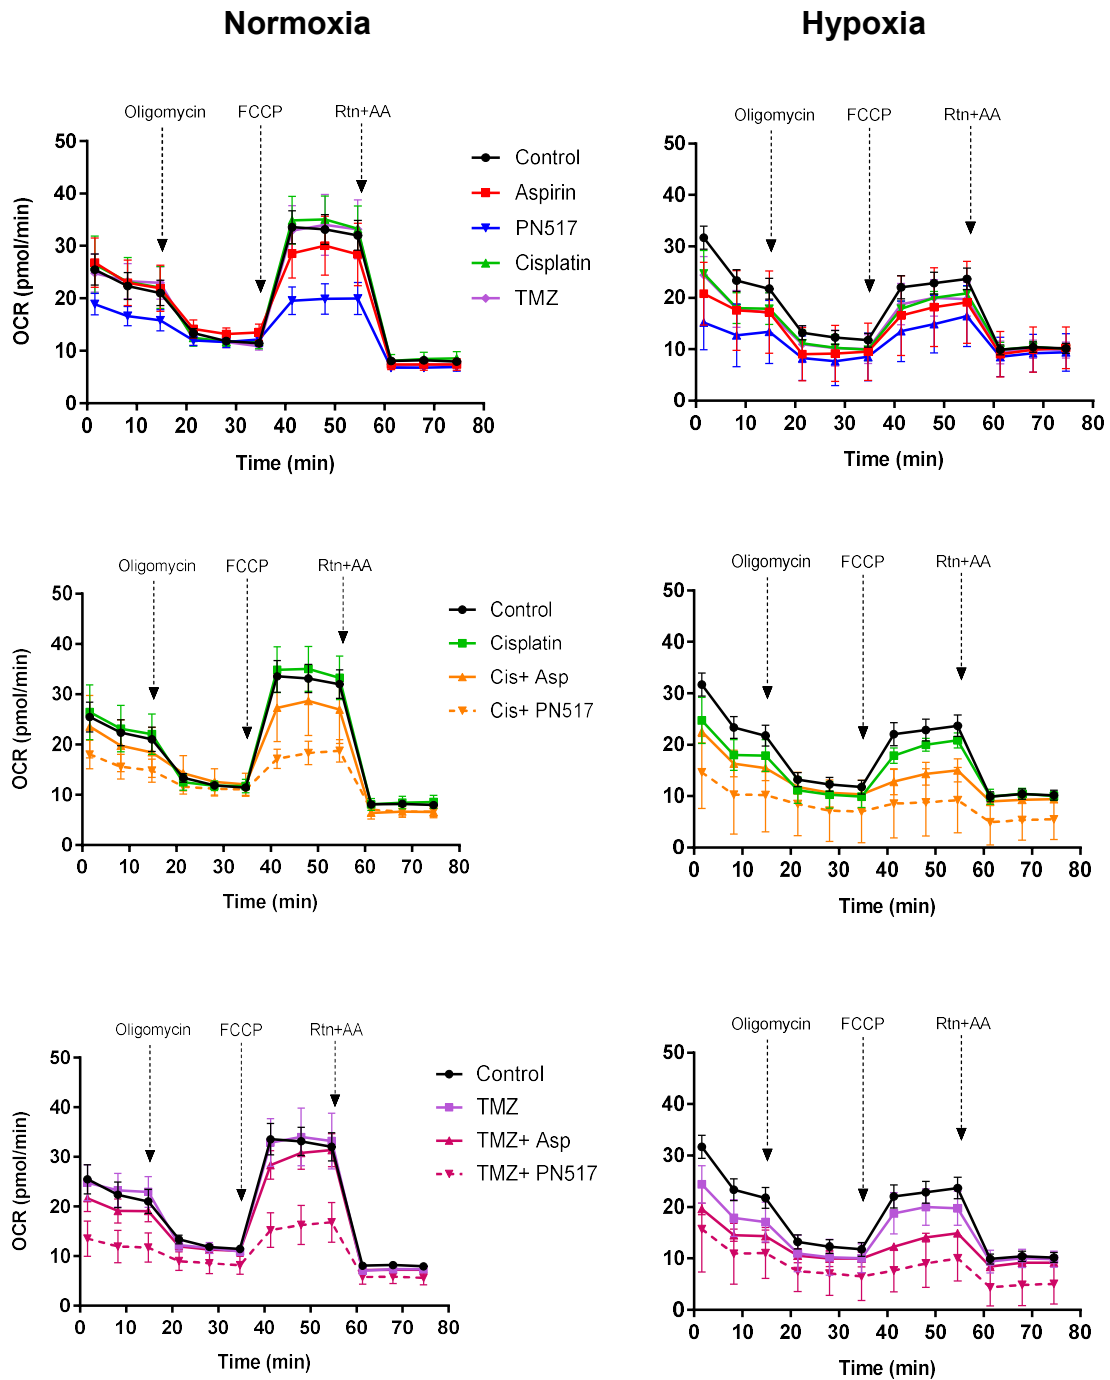 Normoxia
Hypoxia
Oligomycin FCCP Rtn+AA
50
40
30
20
10
0
OCR (pmol/min)
0 10 20 30 40 50 60 70 80
Time (min)
Control
Aspirin
PN517
Cisplatin
TMZ
Oligomycin FCCP Rtn+AA
50
40
30
20
10
0
0 10 20 30 40 50 60 70 80
Time (min)
Oligomycin FCCP Rtn+AA
50
40
30
20
10
0
OCR (pmol/min)
0 10 20 30 40 50 60 70 80
Time (min)
Control
Cisplatin
Cis+ Asp
Cis+ PN517
Oligomycin FCCP Rtn+AA
50
40
30
20
10
0
0 10 20 30 40 50 60 70 80
Time (min)
Oligomycin FCCP Rtn+AA
50
40
30
20
10
0
OCR (pmol/min)
0 10 20 30 40 50 60 70 80
Time (min)
Control
TMZ
TMZ+ Asp
TMZ+ PN517
Oligomycin FCCP Rtn+AA
50
40
30
20
10
0
0 10 20 30 40 50 60 70 80
Time (min)